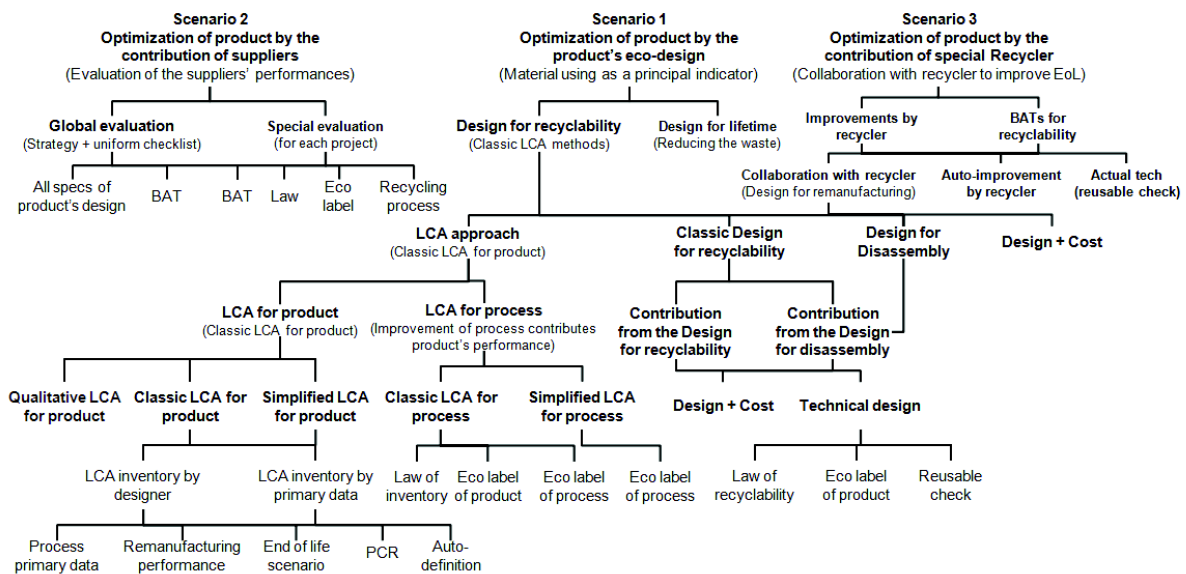 Scenario 2
Optimization of product by the
contribution of suppliers
(Evaluation of the suppliers' performances)
Scenario 1
Optimization of product by the
product's eco-design
(Material using as a principal indicator)
Scenario 3
Optimization of product by the
contribution of special Recycler
(Collaboration with recycler to improve EoL)
Global evaluation
(Strategy + uniform checklist)
Special evaluation
(for each project)
Design for recyclability
(Classic LCA methods)
Design for lifetime
(Reducing the waste)
Improvements by
recycler
BATs for
recyclability
All specs of
product's design
BAT
BAT
Law
Eco
label
Recycling
process
Collaboration with recycler
(Design for remanufacturing)
Auto-improvement
by recycler
Actual tech
(reusable check)
LCA approach
(Classic LCA for product)
Classic Design
for recyclability
Design for
Disassembly
Design + Cost
LCA for product
(Classic LCA for product)
LCA for process
(Improvement of process contributes
product's performance)
Contribution
from the Design
for recyclability
Contribution
from the Design
for disassembly
Qualitative LCA
for product
Classic LCA for
product
Simplified LCA
for product
Classic LCA for
process
Simplified LCA
for process
Design + Cost
Technical design
LCA inventory by
designer
LCA inventory by
primary data
Law of
inventory
Eco label
of product
Eco label
of process
Eco label
of process
Law of
recyclability
Eco label
of product
Reusable
check
Process
primary data
Remanufacturing
performance
End of life
scenario
PCR
Auto-
definition